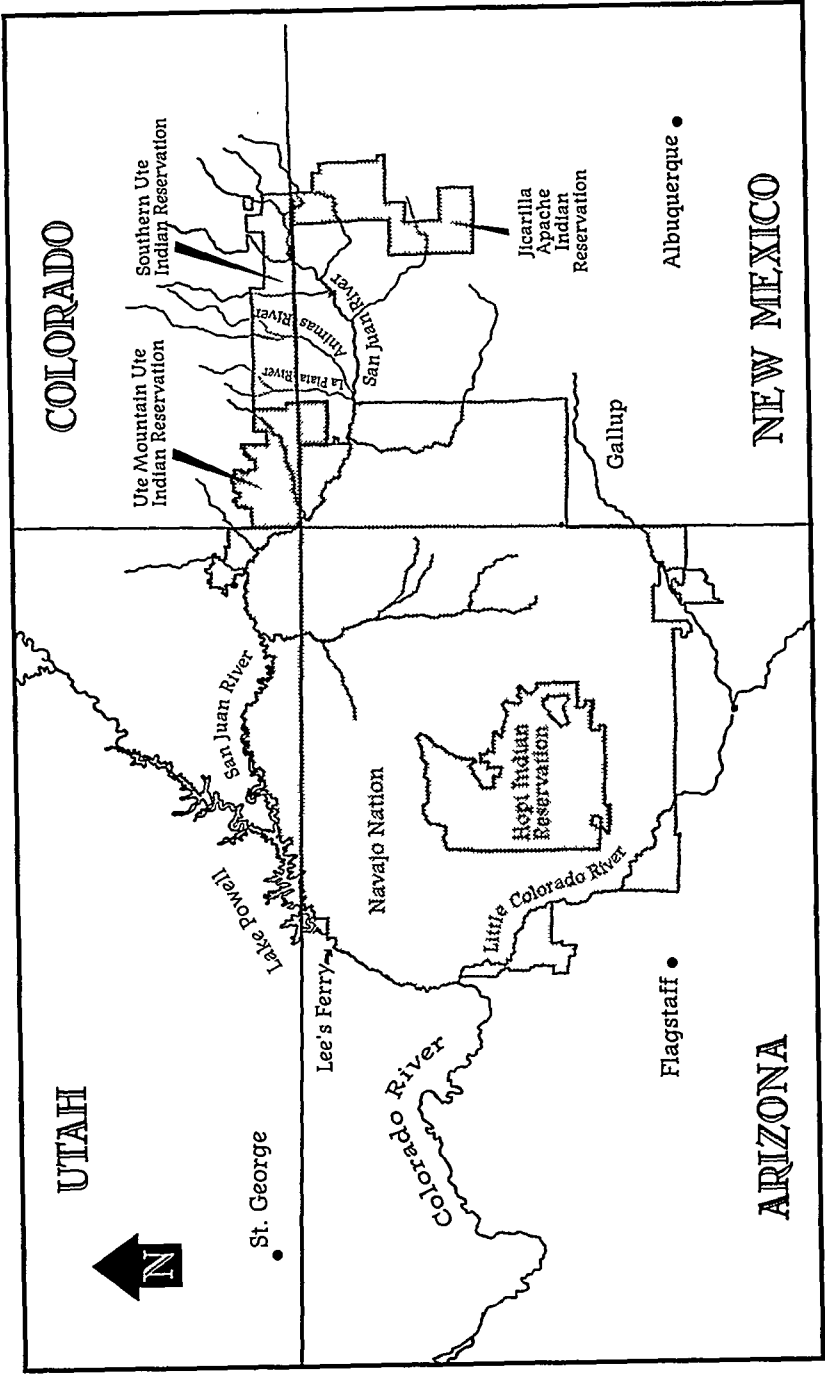 UTAH
COLORADO
N
St. George
Lake Powell
San Juan River
Ute Mountain Ute
Indian Reservation
Southern Ute
Indian Reservation
La Plata River
Animas River
San Juan River
Lee's Ferry
Navajo Nation
Colorado River
Little Colorado River
Hopi Indian
Reservation
Jicarilla
Apache
Indian
Reservation
Gallup
Flagstaff
Albuquerque
ARIZONA
NEW MEXICO